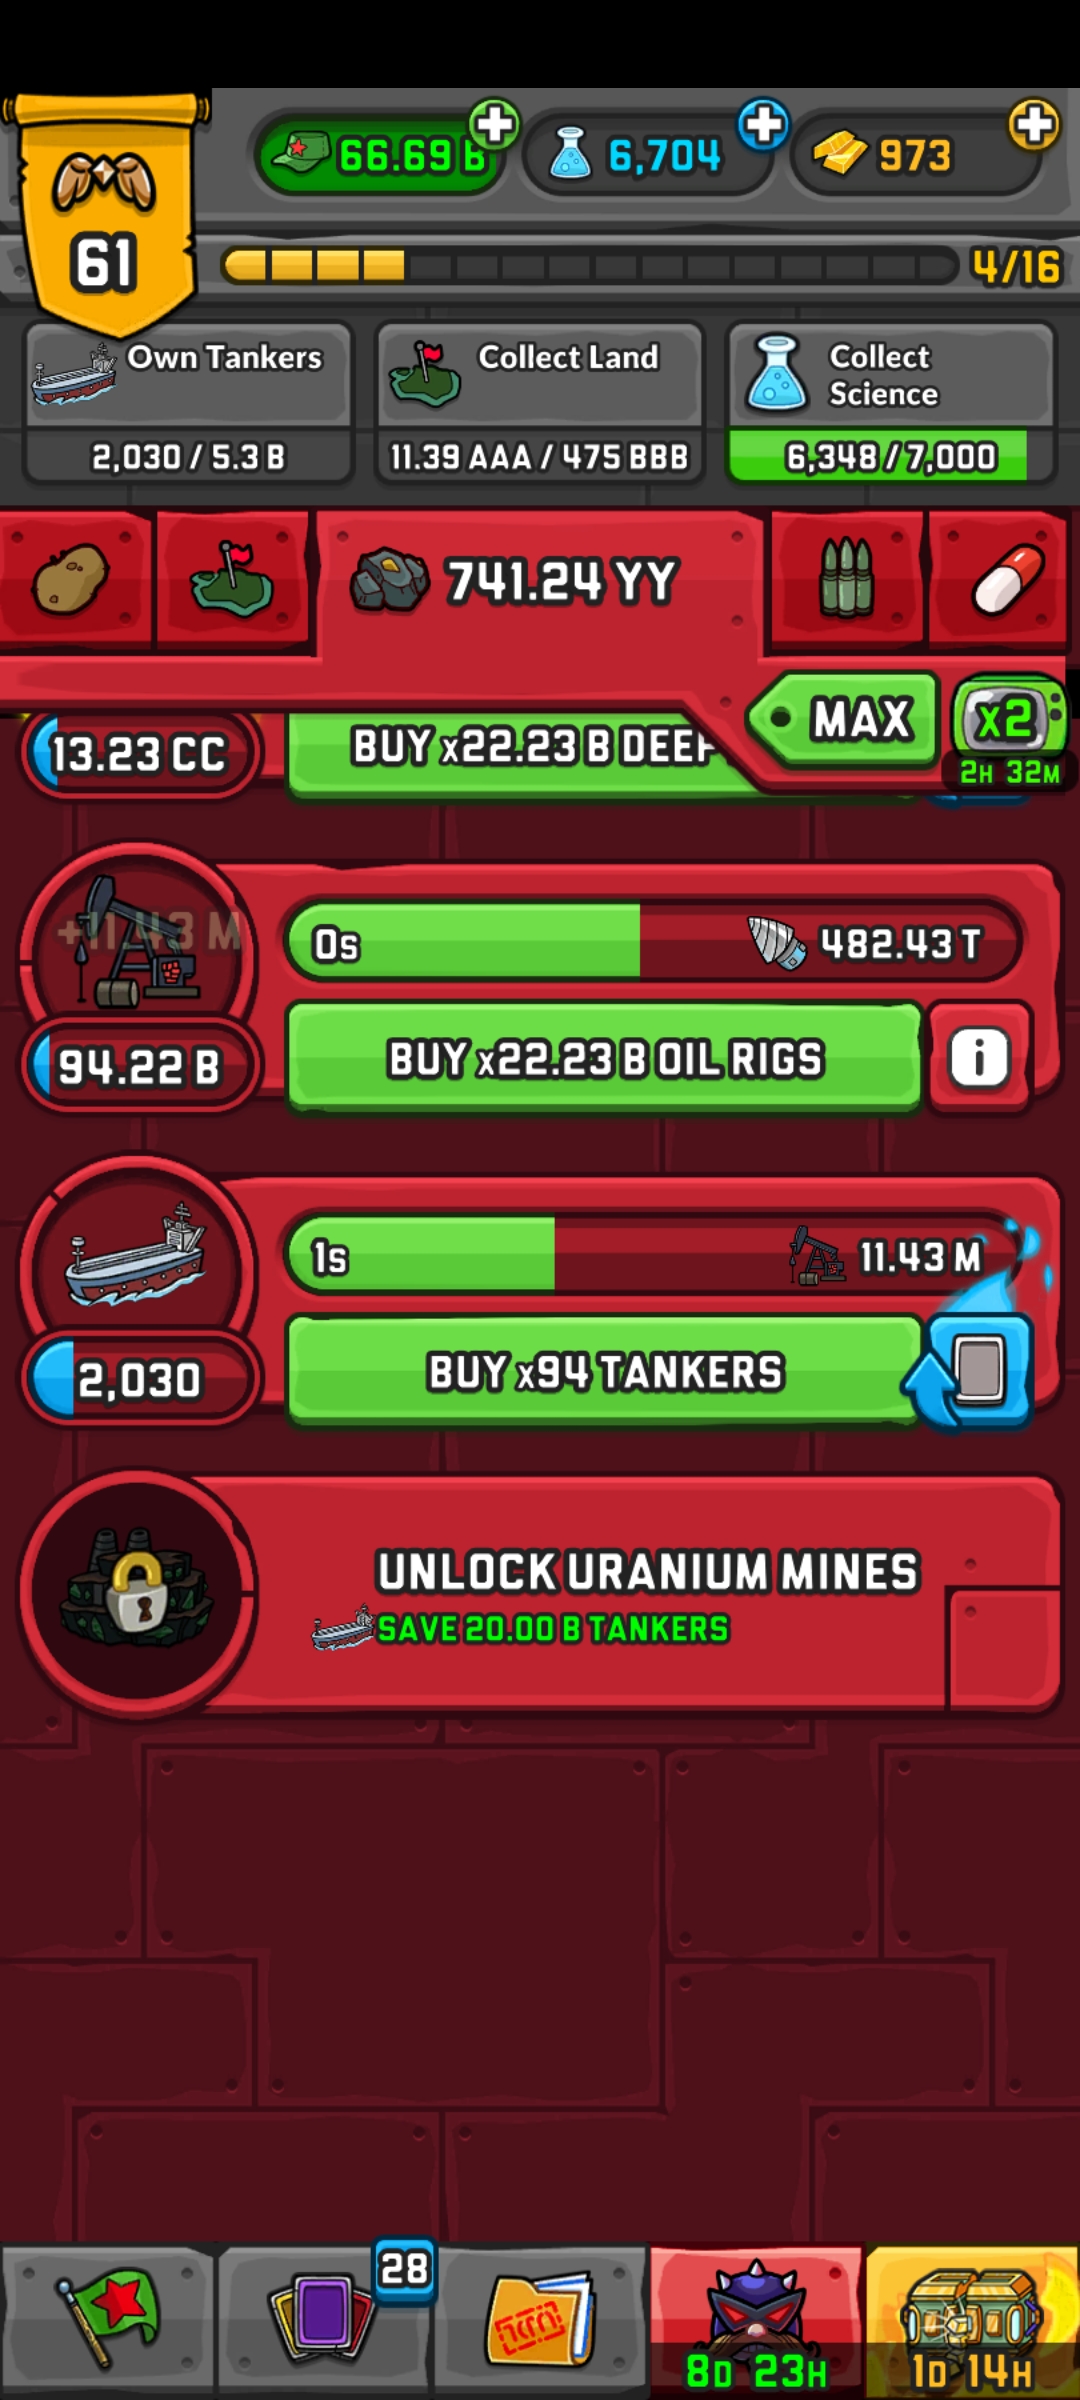 66.69 B
6,704
973
61
4/16
Own Tankers
Collect Land
Collect
Science
2,030 / 5.3 B
11.39 AAA / 475 BBB
6,348 / 7,000
741.24 YY
MAX
x2
2H 32M
13.23 CC
BUY x22.23 B DEEP
+11.43 M
0s
482.43 T
94.22 B
BUY x22.23 B OIL RIGS
i
1s
11.43 M
2,030
BUY x94 TANKERS
UNLOCK URANIUM MINES
SAVE 20.00 B TANKERS
28
8D 23H
1D 14H